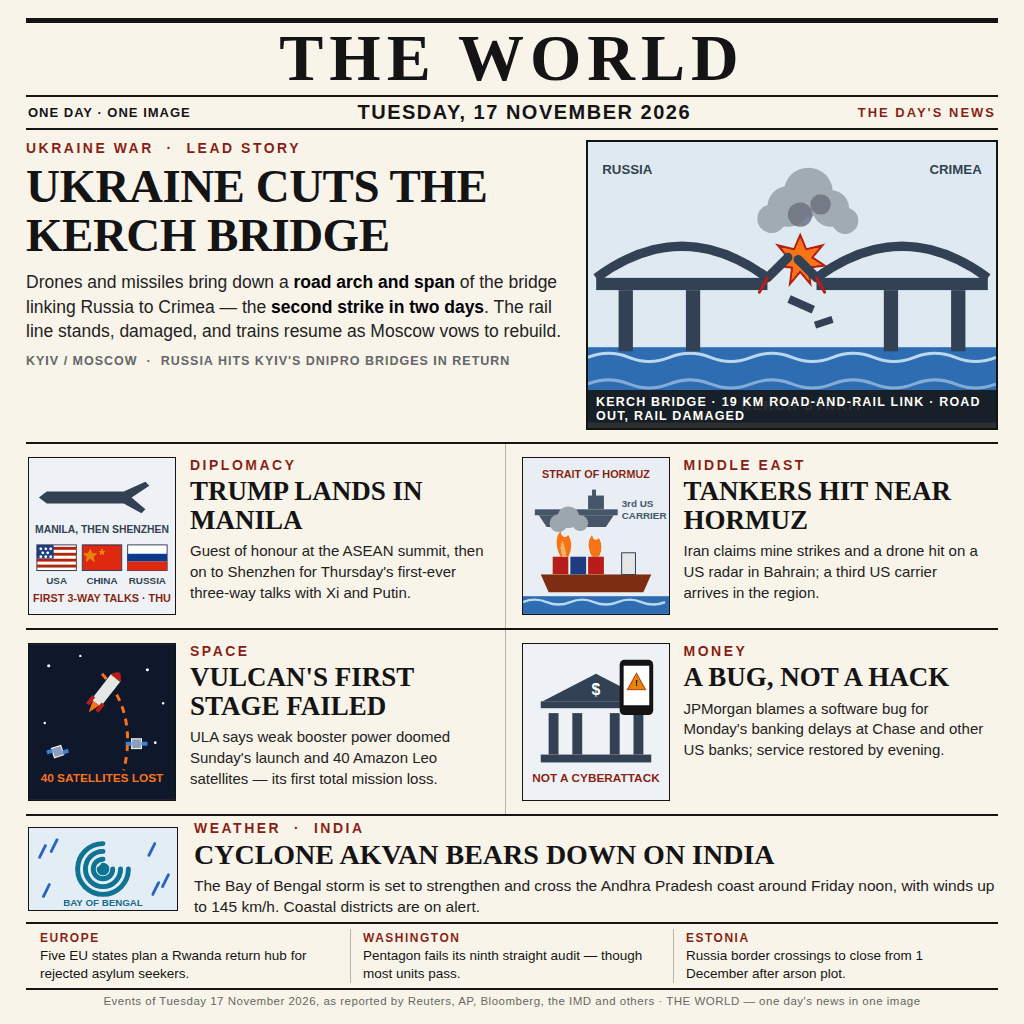 THE WORLD
ONE DAY · ONE IMAGE
TUESDAY, 17 NOVEMBER 2026
THE DAY'S NEWS
UKRAINE WAR · LEAD STORY
UKRAINE CUTS THE
KERCH BRIDGE
Drones and missiles bring down a road arch and span of the bridge
linking Russia to Crimea — the second strike in two days. The rail
line stands, damaged, and trains resume as Moscow vows to rebuild.
KYIV / MOSCOW · RUSSIA HITS KYIV'S DNIPRO BRIDGES IN RETURN
RUSSIA
CRIMEA
KERCH BRIDGE · 19 KM ROAD-AND-RAIL LINK · ROAD
OUT, RAIL DAMAGED
MANILA, THEN SHENZHEN
USA
CHINA
RUSSIA
FIRST 3-WAY TALKS · THU
DIPLOMACY
TRUMP LANDS IN
MANILA
Guest of honour at the ASEAN summit, then
on to Shenzhen for Thursday's first-ever
three-way talks with Xi and Putin.
STRAIT OF HORMUZ
3rd US
CARRIER
MIDDLE EAST
TANKERS HIT NEAR
HORMUZ
Iran claims mine strikes and a drone hit on a
US radar in Bahrain; a third US carrier
arrives in the region.
40 SATELLITES LOST
SPACE
VULCAN'S FIRST
STAGE FAILED
ULA says weak booster power doomed
Sunday's launch and 40 Amazon Leo
satellites — its first total mission loss.
$
!
NOT A CYBERATTACK
MONEY
A BUG, NOT A HACK
JPMorgan blames a software bug for
Monday's banking delays at Chase and other
US banks; service restored by evening.
BAY OF BENGAL
WEATHER · INDIA
CYCLONE AKVAN BEARS DOWN ON INDIA
The Bay of Bengal storm is set to strengthen and cross the Andhra Pradesh coast around Friday noon, with winds up
to 145 km/h. Coastal districts are on alert.
EUROPE
Five EU states plan a Rwanda return hub for
rejected asylum seekers.
WASHINGTON
Pentagon fails its ninth straight audit — though
most units pass.
ESTONIA
Russia border crossings to close from 1
December after arson plot.
Events of Tuesday 17 November 2026, as reported by Reuters, AP, Bloomberg, the IMD and others · THE WORLD — one day's news in one image